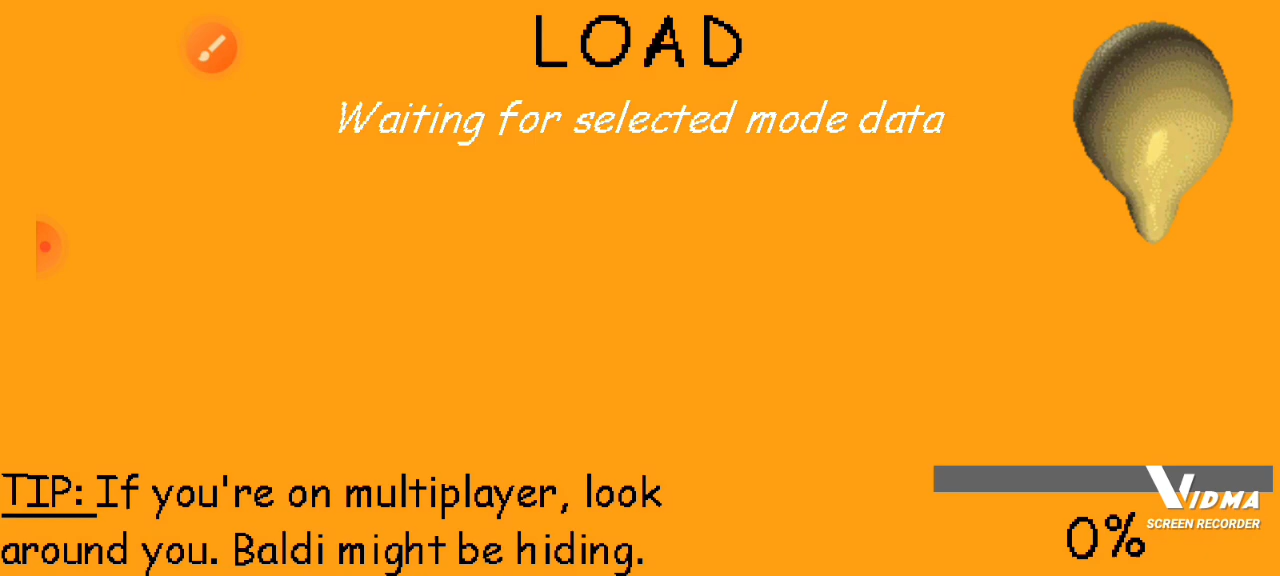 LOAD
Waiting for selected mode data
TIP: If you're on multiplayer, look
around you. Baldi might be hiding.
VIDMA
SCREEN RECORDER
0%